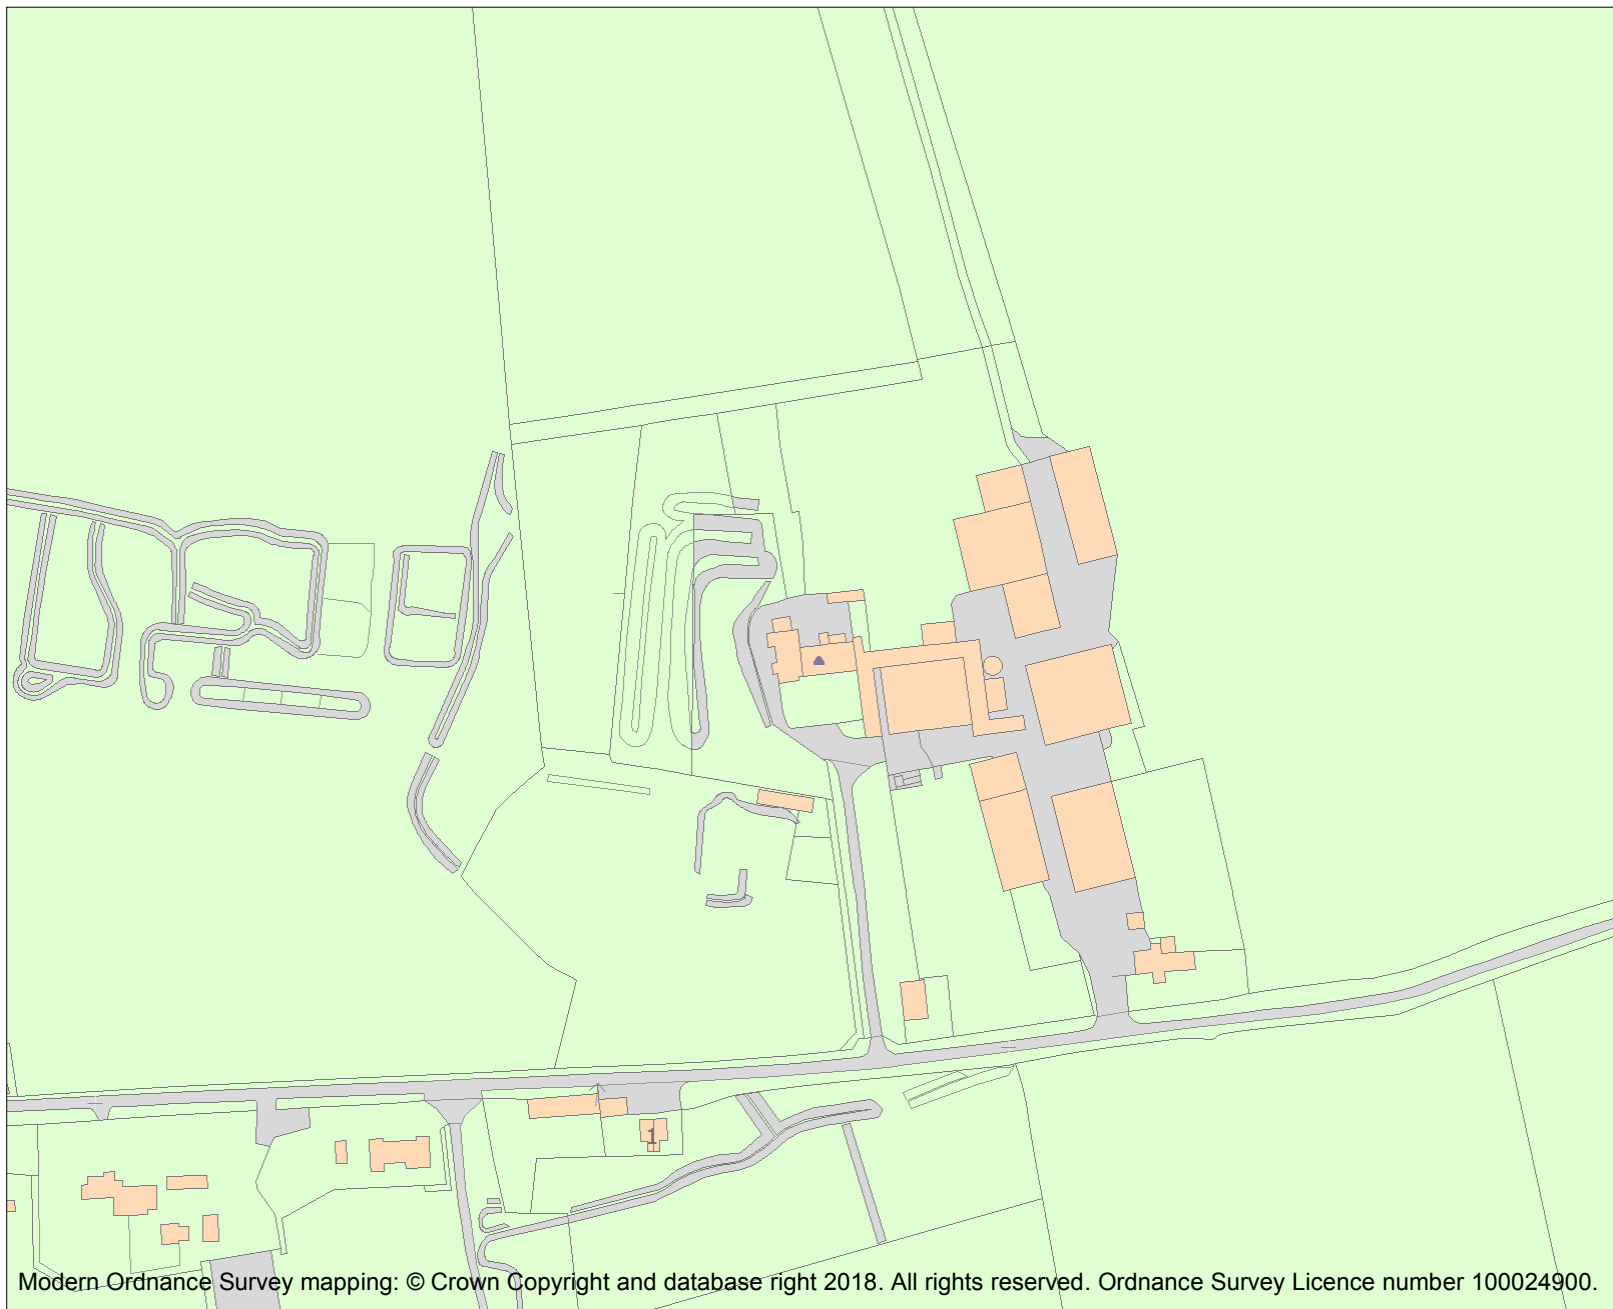 1
Modern Ordnance Survey mapping: © Crown Copyright and database right 2018. All rights reserved. Ordnance Survey Licence number 100024900.